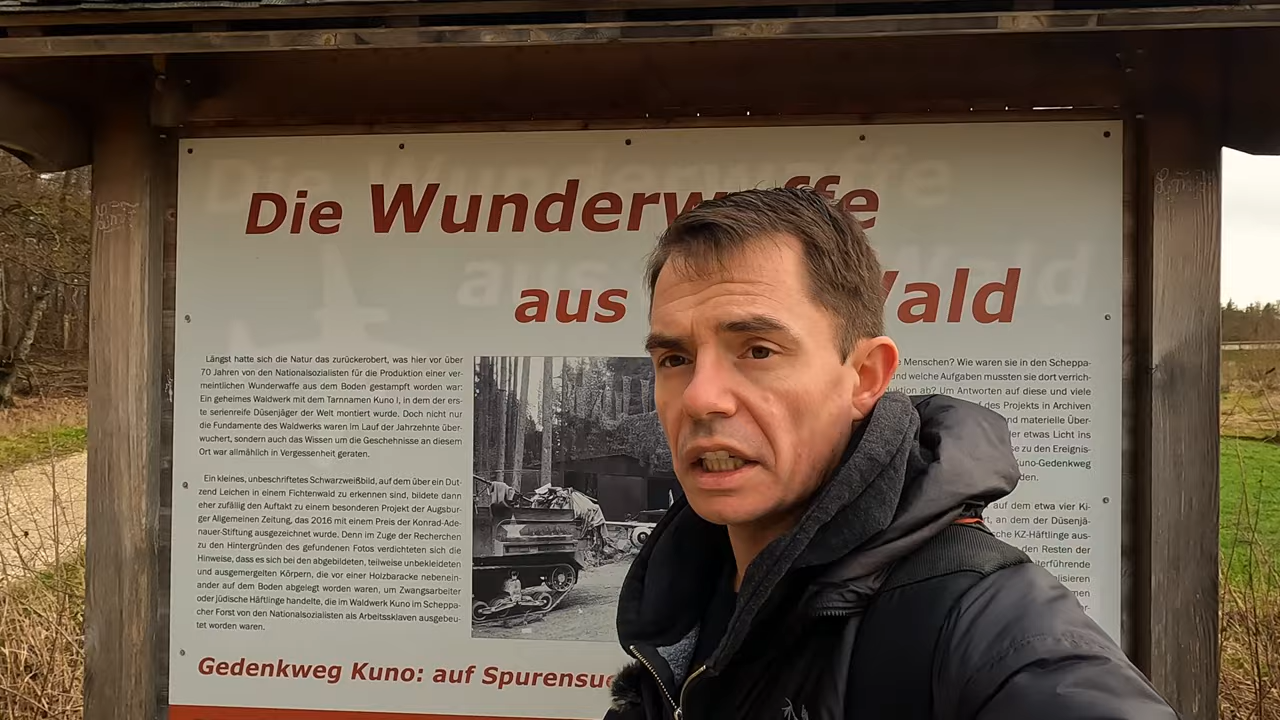 Die Wunderwaffe
aus Wald
Längst hatte sich die Natur das zurückerobert, was hier vor über
70 Jahren von den Nationalsozialisten für die Produktion einer ver-
meintlichen Wunderwaffe aus dem Boden gestampft worden war:
Ein geheimes Waldwerk mit dem Tarnnamen Kuno I, in dem der ers-
te serienreife Düsenjäger der Welt montiert wurde. Doch nicht nur
die Fundamente des Waldwerks waren im Lauf der Jahrzehnte über-
wuchert, sondern auch das Wissen um die Geschehnisse an diesem
Ort war allmählich in Vergessenheit geraten.
Ein kleines, unbeschriftetes Schwarzweißbild, auf dem über ein Dut-
zend Leichen in einem Fichtenwald zu erkennen sind, bildete dann
eher zufällig den Auftakt zu einem besonderen Projekt der Augsbur-
ger Allgemeinen Zeitung, das 2016 mit einem Preis der Konrad-Ade-
nauer-Stiftung ausgezeichnet wurde. Denn im Zuge der Recherchen
zu den Hintergründen des gefundenen Fotos verdichteten sich die
Hinweise, dass es sich bei den abgebildeten, teilweise unbekleideten
und ausgemergelten Körpern, die vor einer Holzbaracke nebenein-
ander auf dem Boden abgelegt worden waren, um Zwangsarbeiter
oder jüdische Häftlinge handelte, die im Waldwerk Kuno im Scheppa-
cher Forst von den Nationalsozialisten als Arbeitssklaven ausgebeu-
tet worden waren.
Menschen? Wie waren sie in den Scheppa-
und welche Aufgaben mussten sie dort verrich-
duktion ab? Um Antworten auf diese und viele
des Projekts in Archiven
und materielle Über-
er etwas Licht ins
se zu den Ereignis-
Kuno-Gedenkweg
den.
auf dem etwa vier Ki-
rt, an dem der Düsenjä-
che KZ-Häftlinge aus-
den Resten der
iterführende
alisieren
Gedenkweg Kuno: auf Spurensuc